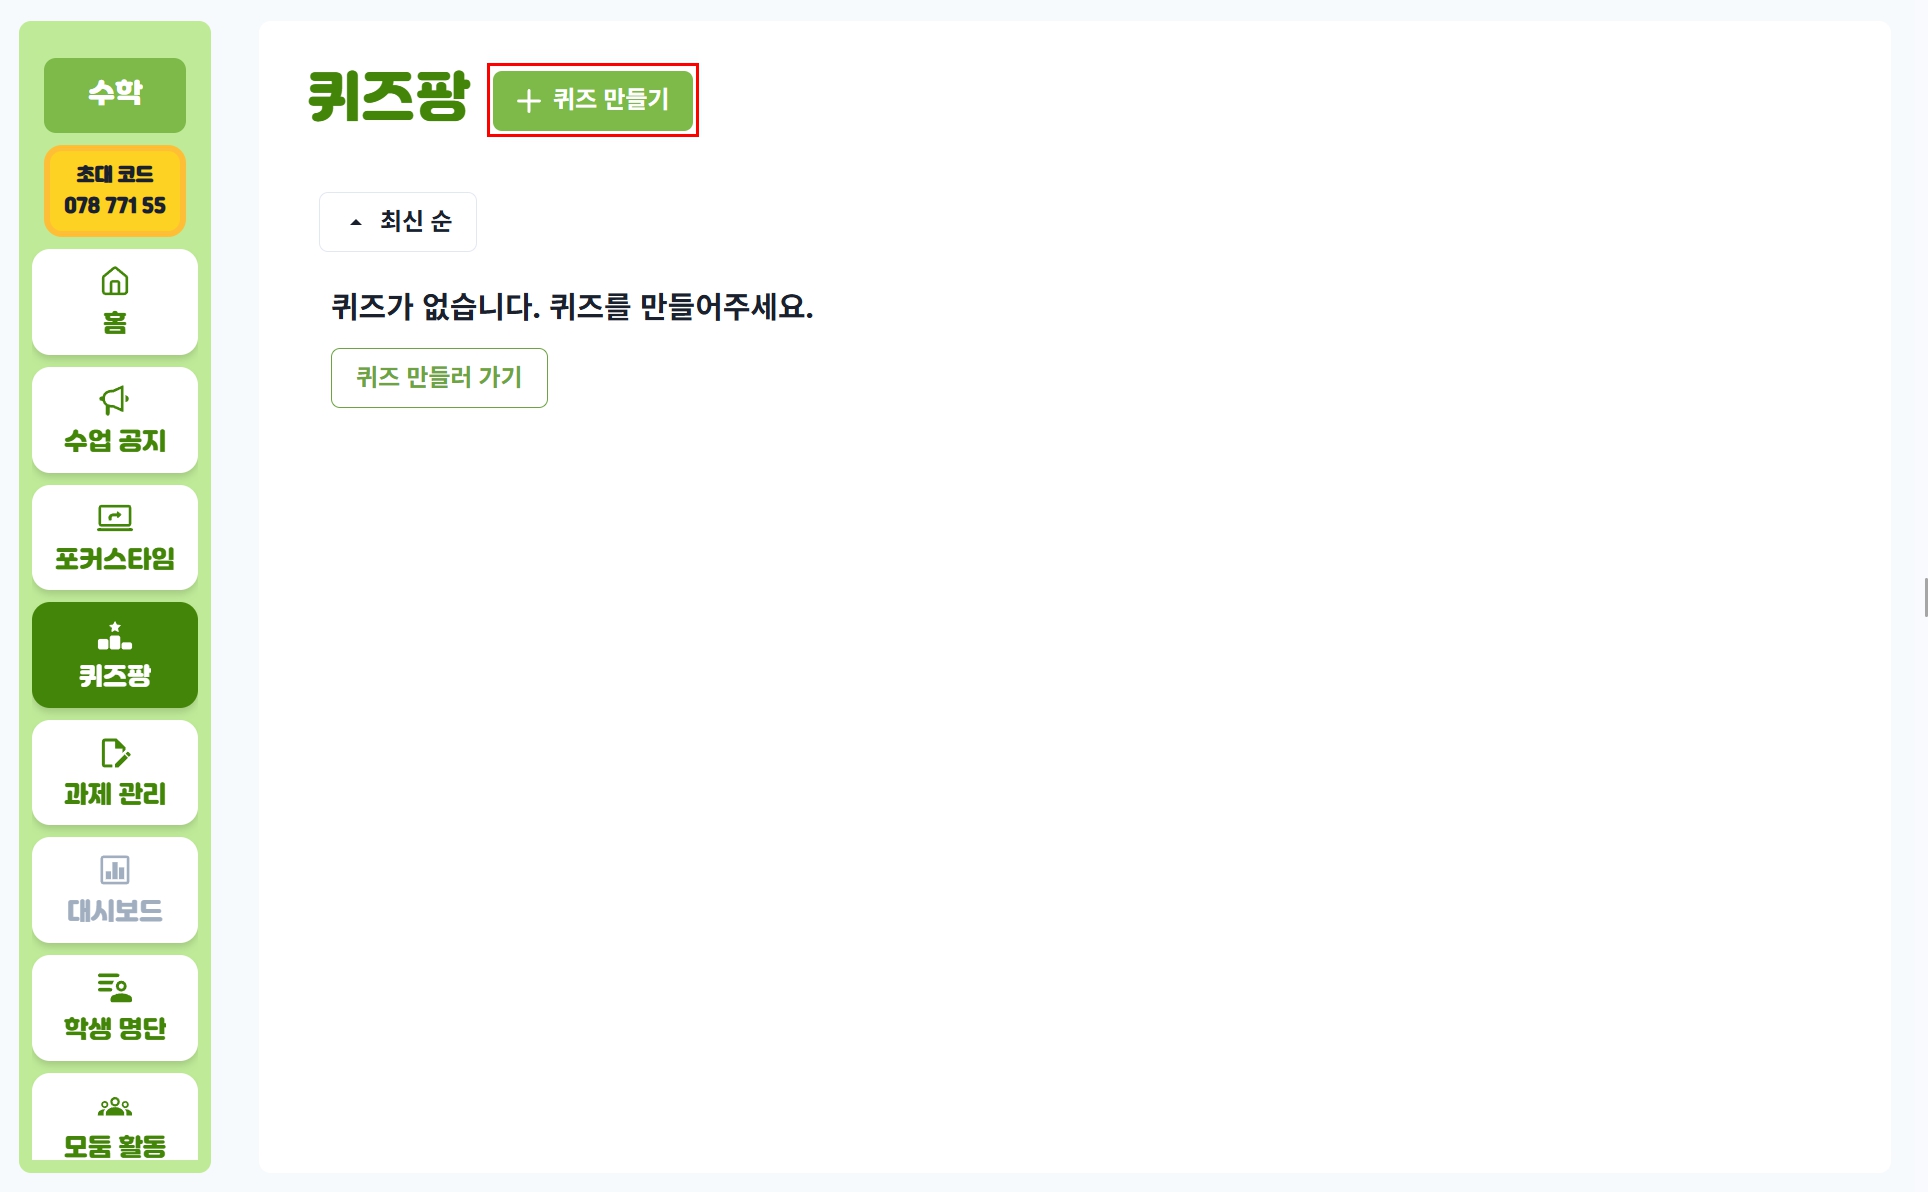 수학
초대 코드
078 771 55
홈
수업 공지
포커스타임
퀴즈팡
과제 관리
대시보드
학생 명단
모둠 활동
퀴즈팡
퀴즈 만들기
최신 순
퀴즈가 없습니다. 퀴즈를 만들어주세요.
퀴즈 만들러 가기